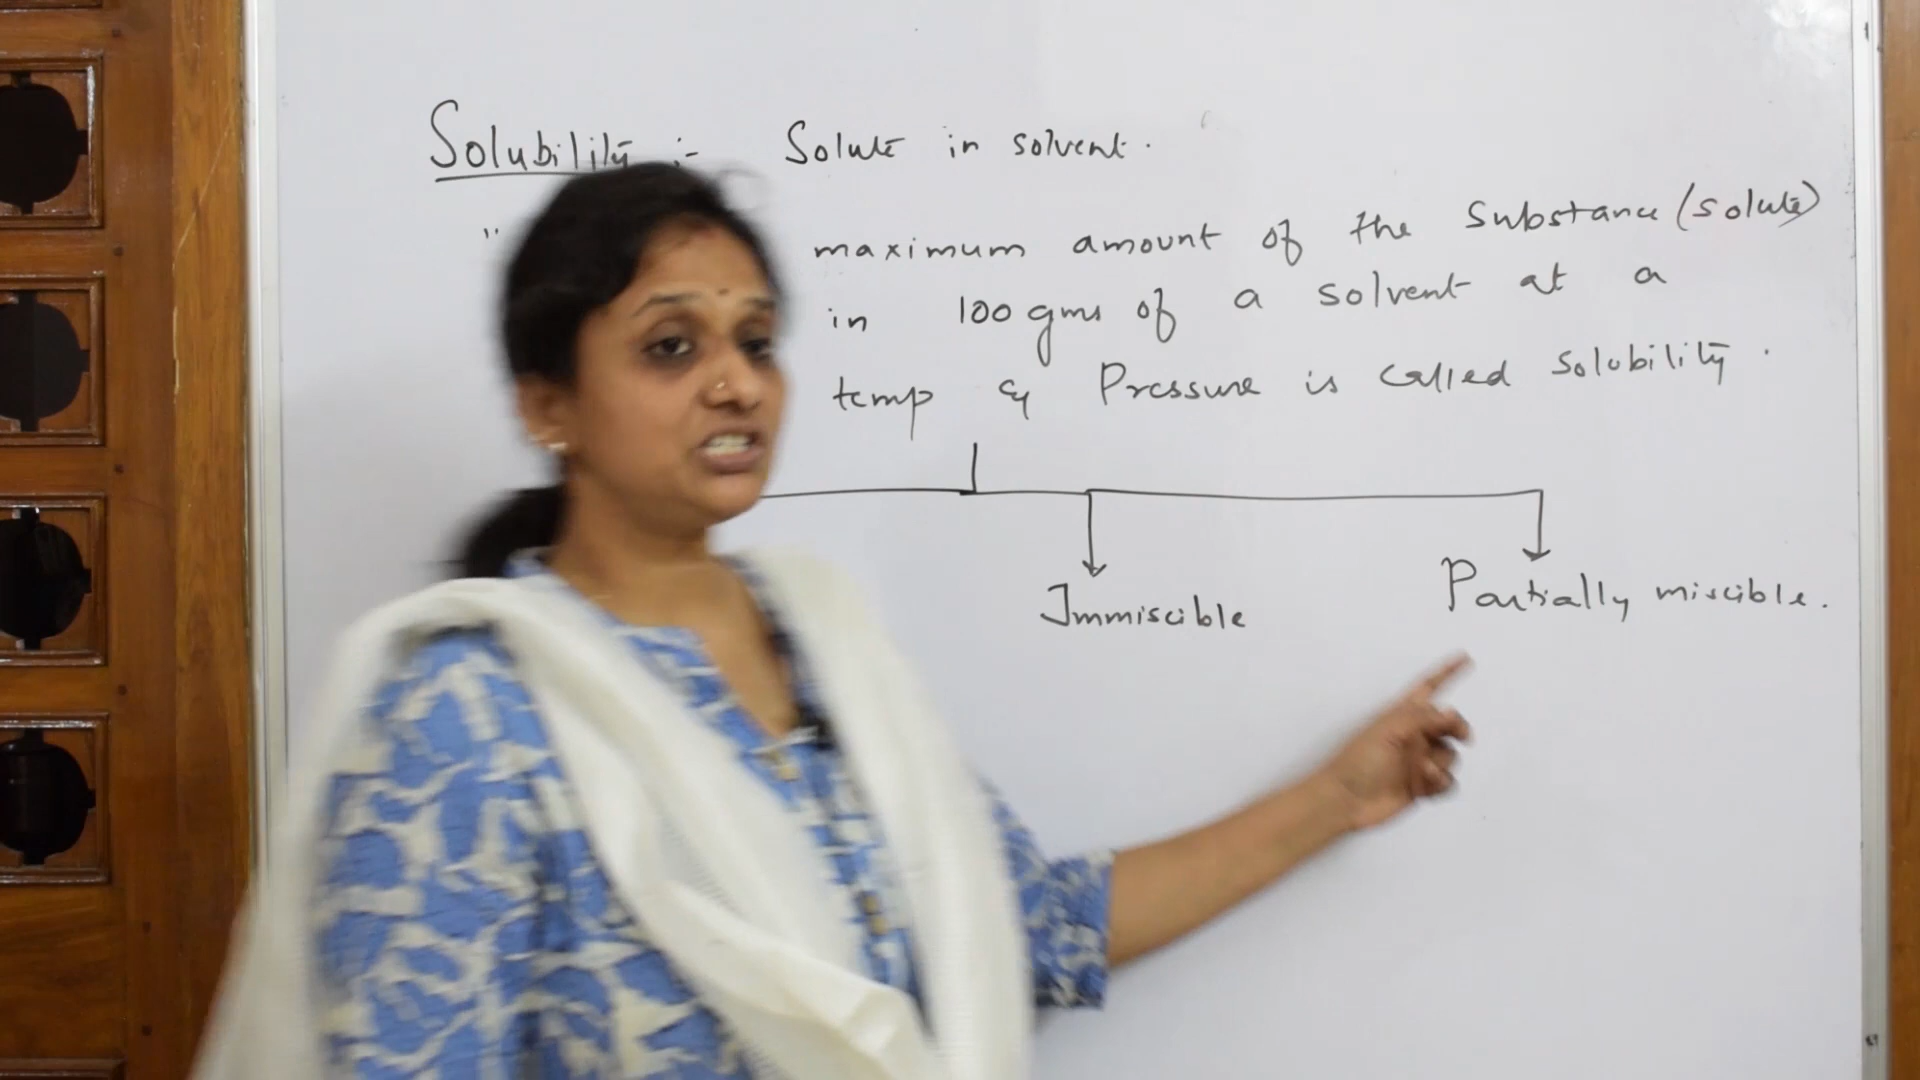 Solubility :- Solute in solvent.
" maximum amount of the substance (solute)
in 100 gms of a solvent at a
temp & Pressure is called solubility.
Immiscible Partially miscible.